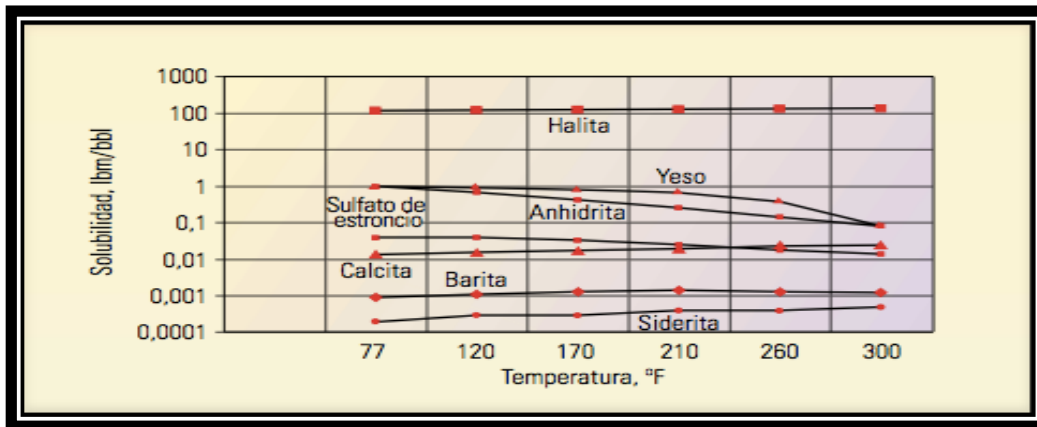 Solubilidad, lbm/bbl
1000
100
10
1
0,1
0,01
0,001
0,0001
Halita
Yeso
Sulfato de
estroncio
Anhidrita
Calcita
Barita
Siderita
77 120 170 210 260 300
Temperatura, ºF